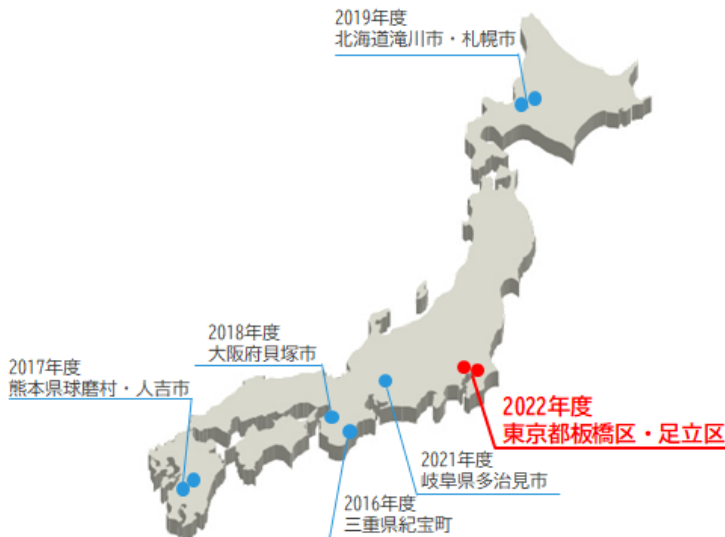 2019年度
北海道滝川市・札幌市
2018年度
大阪府貝塚市
2017年度
熊本県球磨村・人吉市
2022年度
東京都板橋区・足立区
2021年度
岐阜県多治見市
2016年度
三重県紀宝町